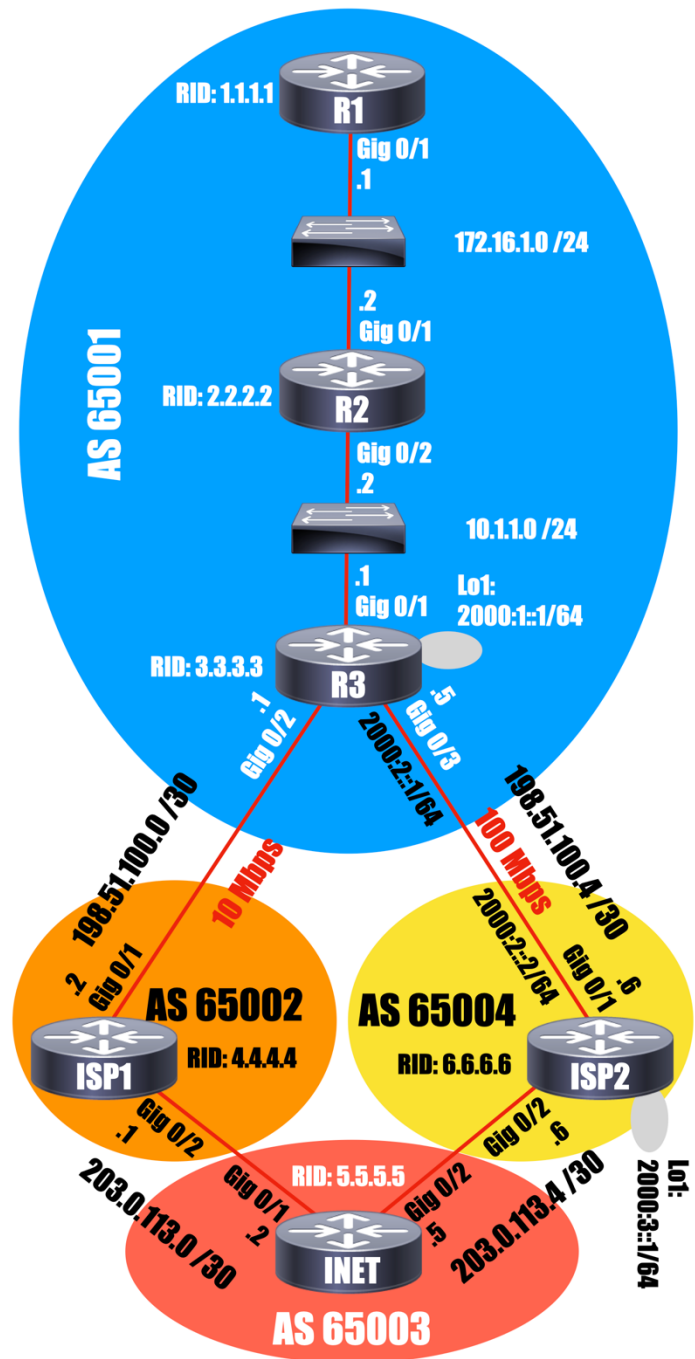 RID: 1.1.1.1
R1
Gig 0/1
.1
172.16.1.0 /24
.2
Gig 0/1
AS 65001
RID: 2.2.2.2
R2
Gig 0/2
.2
10.1.1.0 /24
.1
Gig 0/1
Lo1:
2000:1::1/64
RID: 3.3.3.3
R3
.1
Gig 0/2
.5
Gig 0/3
2000:2::1/64
198.51.100.0 /30
10 Mbps
100 Mbps
198.51.100.4 /30
.2
Gig 0/1
2000:2::2/64
Gig 0/1
.6
AS 65002
AS 65004
RID: 4.4.4.4
RID: 6.6.6.6
ISP1
ISP2
Gig 0/2
.1
Gig 0/2
.6
Lo1:
2000:3::1/64
203.0.113.0 /30
Gig 0/1
.2
RID: 5.5.5.5
Gig 0/2
.5
203.0.113.4 /30
INET
AS 65003